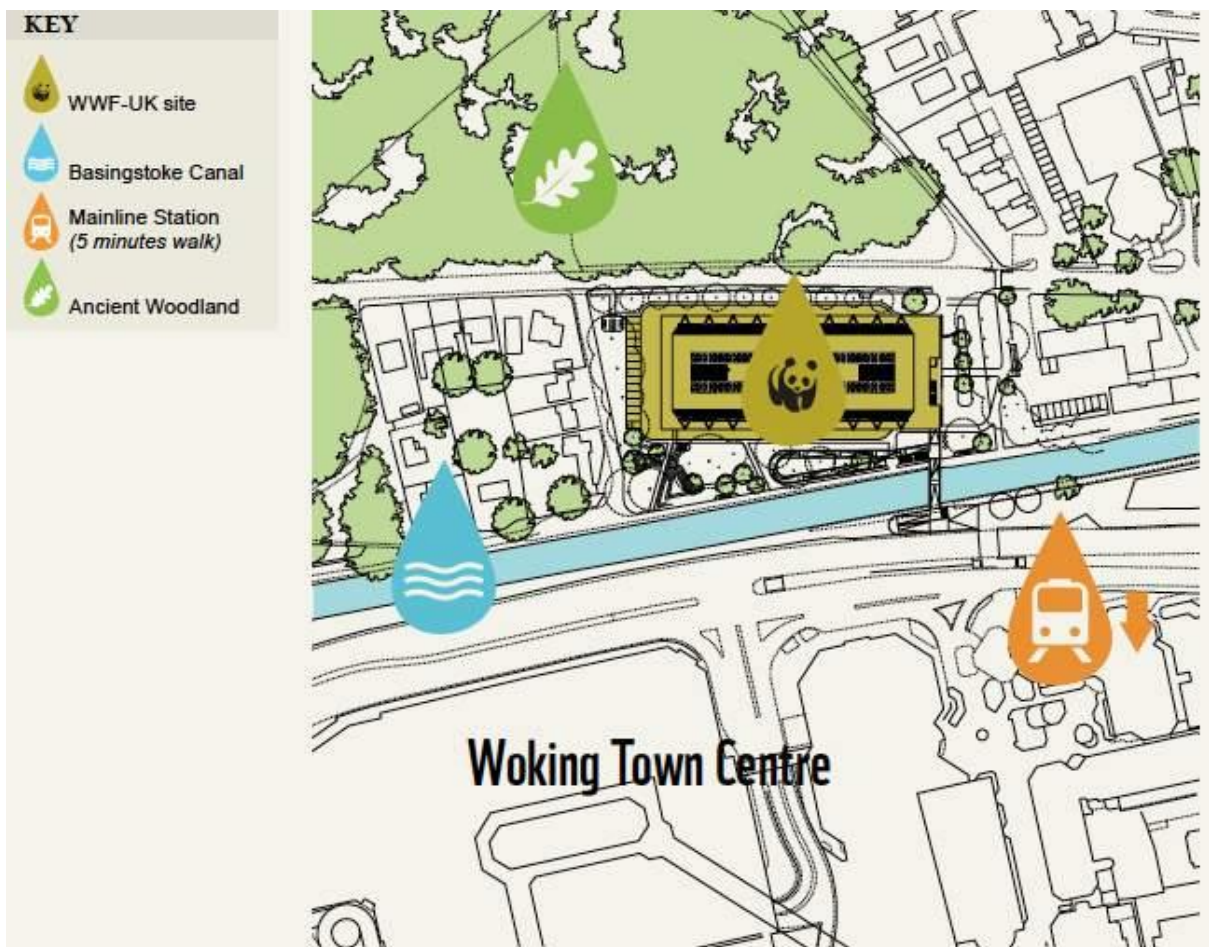 KEY
WWF-UK site
Basingstoke Canal
Mainline Station
(5 minutes walk)
Ancient Woodland
Woking Town Centre